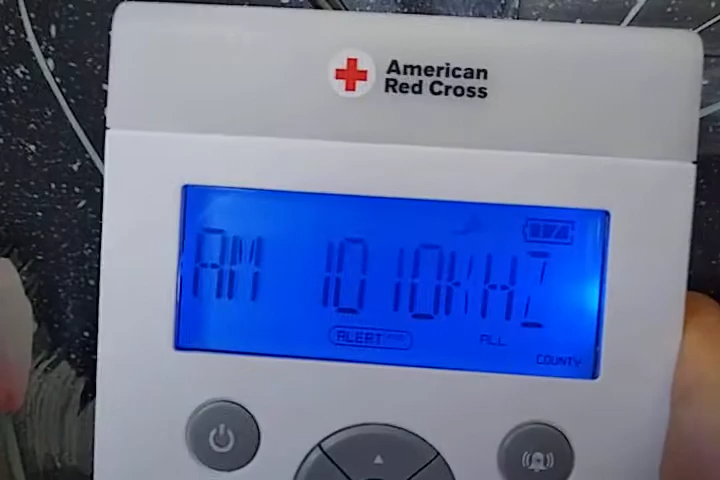 American
Red Cross
AM 1010KHZ
ALERT
ALL
COUNTY